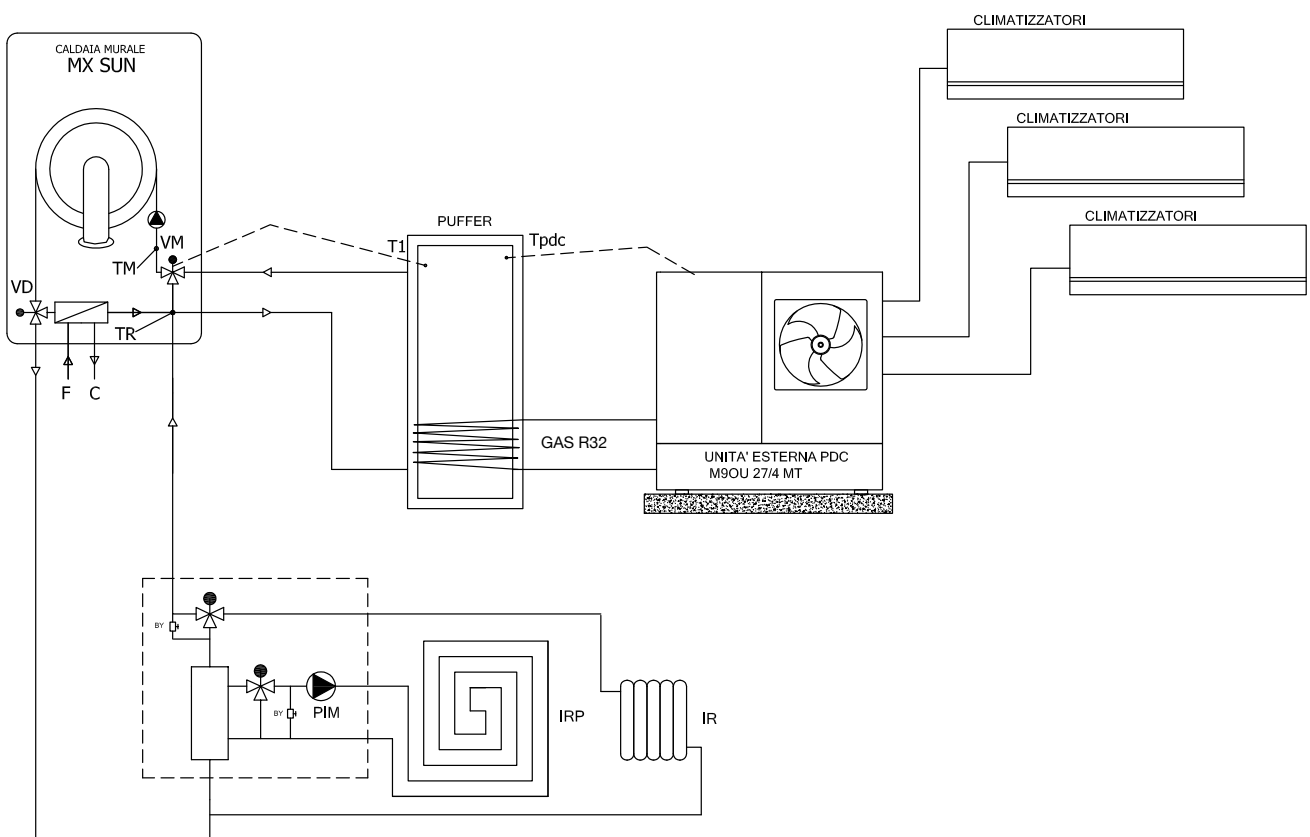 CALDAIA MURALE
MX SUN
CLIMATIZZATORI
CLIMATIZZATORI
CLIMATIZZATORI
PUFFER
T1
Tpdc
VM
TM
VD
TR
F
C
GAS R32
UNITA' ESTERNA PDC
M9OU 27/4 MT
BY
BY
PIM
IRP
IR